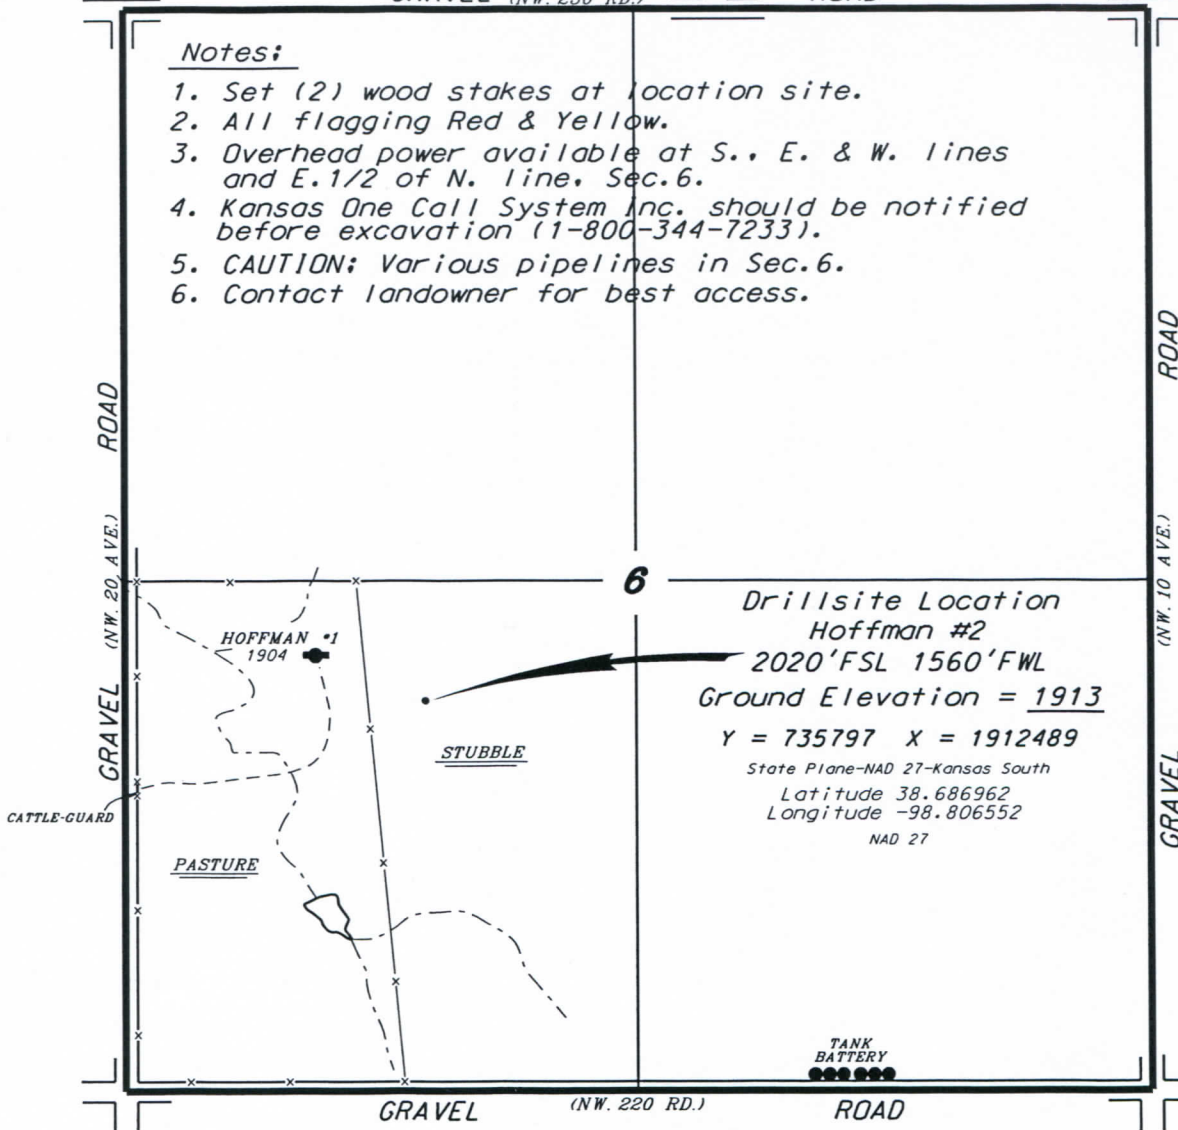 GRAVEL (NW. 230 RD.) ROAD
Notes:
1. Set (2) wood stakes at location site.
2. All flagging Red & Yellow.
3. Overhead power available at S., E. & W. lines
and E.1/2 of N. line, Sec.6.
4. Kansas One Call System Inc. should be notified
before excavation (1-800-344-7233).
5. CAUTION: Various pipelines in Sec.6.
6. Contact landowner for best access.
GRAVEL (NW. 20 AVE.) ROAD
GRAVEL (NW. 10 AVE.) ROAD
6
HOFFMAN #1
1904
Drillsite Location
Hoffman #2
2020'FSL 1560'FWL
Ground Elevation = 1913
Y = 735797 X = 1912489
State Plane-NAD 27-Kansas South
Latitude 38.686962
Longitude -98.806552
NAD 27
STUBBLE
CATTLE-GUARD
PASTURE
TANK
BATTERY
GRAVEL (NW. 220 RD.) ROAD